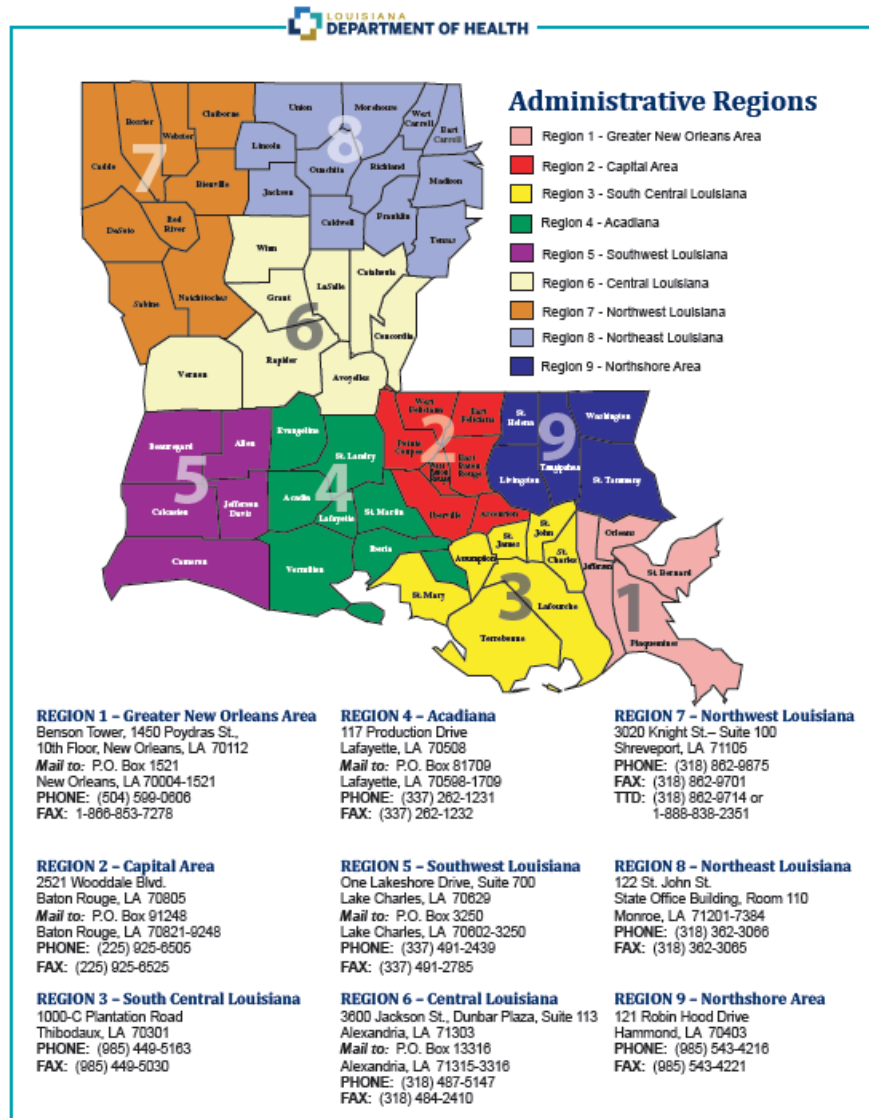 LOUISIANA
DEPARTMENT OF HEALTH
Administrative Regions
Region 1 - Greater New Orleans Area
Region 2 - Capital Area
Region 3 - South Central Louisiana
Region 4 - Acadiana
Region 5 - Southwest Louisiana
Region 6 - Central Louisiana
Region 7 - Northwest Louisiana
Region 8 - Northeast Louisiana
Region 9 - Northshore Area
7
Caddo
Bossier
Webster
Claiborne
Bienville
DeSoto
Red
River
Sabine
Natchitoches
8
Union
Morehouse
West
Carroll
East
Carroll
Lincoln
Ouachita
Richland
Madison
Jackson
Caldwell
Franklin
Tensas
6
Winn
Grant
LaSalle
Catahoula
Concordia
Rapides
Vernon
Avoyelles
5
Beauregard
Allen
Calcasieu
Jefferson
Davis
Cameron
4
Evangeline
St. Landry
Acadia
Lafayette
St. Martin
Iberia
Vermilion
2
West
Feliciana
East
Feliciana
Pointe
Coupee
West
Baton
Rouge
East
Baton
Rouge
Iberville
Ascension
9
St.
Helena
Washington
Tangipahoa
Livingston
St. Tammany
3
St.
James
St.
John
St.
Charles
Assumption
St. Mary
Lafourche
Terrebonne
1
Orleans
Jefferson
St. Bernard
Plaquemines
REGION 1 – Greater New Orleans Area
Benson Tower, 1450 Poydras St.,
10th Floor, New Orleans, LA 70112
Mail to: P.O. Box 1521
New Orleans, LA 70004-1521
PHONE: (504) 599-0606
FAX: 1-866-853-7278
REGION 2 – Capital Area
2521 Wooddale Blvd.
Baton Rouge, LA 70805
Mail to: P.O. Box 91248
Baton Rouge, LA 70821-9248
PHONE: (225) 925-6505
FAX: (225) 925-6525
REGION 3 – South Central Louisiana
1000-C Plantation Road
Thibodaux, LA 70301
PHONE: (985) 449-5163
FAX: (985) 449-5030
REGION 4 – Acadiana
117 Production Drive
Lafayette, LA 70508
Mail to: P.O. Box 81709
Lafayette, LA 70598-1709
PHONE: (337) 262-1231
FAX: (337) 262-1232
REGION 5 – Southwest Louisiana
One Lakeshore Drive, Suite 700
Lake Charles, LA 70629
Mail to: P.O. Box 3250
Lake Charles, LA 70602-3250
PHONE: (337) 491-2439
FAX: (337) 491-2785
REGION 6 – Central Louisiana
3600 Jackson St., Dunbar Plaza, Suite 113
Alexandria, LA 71303
Mail to: P.O. Box 13316
Alexandria, LA 71315-3316
PHONE: (318) 487-5147
FAX: (318) 484-2410
REGION 7 – Northwest Louisiana
3020 Knight St.– Suite 100
Shreveport, LA 71105
PHONE: (318) 862-9875
FAX: (318) 862-9701
TTD: (318) 862-9714 or
1-888-838-2351
REGION 8 – Northeast Louisiana
122 St. John St.
State Office Building, Room 110
Monroe, LA 71201-7384
PHONE: (318) 362-3066
FAX: (318) 362-3065
REGION 9 – Northshore Area
121 Robin Hood Drive
Hammond, LA 70403
PHONE: (985) 543-4216
FAX: (985) 543-4221